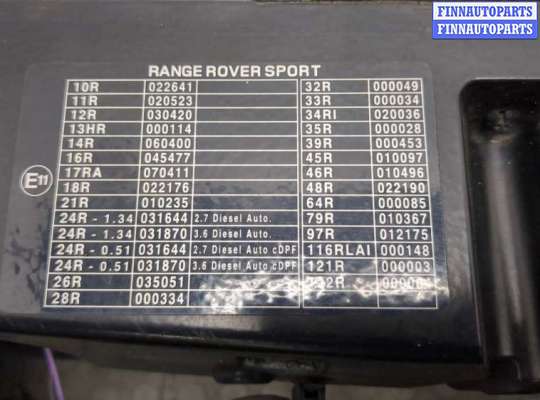 FINNAUTOPARTS
FINNAUTOPARTS
RANGE ROVER SPORT
10R 022641 32R 000049
11R 020523 33R 000034
12R 030420 34RI 020036
13HR 000114 35R 000028
14R 060400 39R 000453
16R 045477 45R 010097
17RA 070411 46R 010496
18R 022176 48R 022190
21R 010235 64R 000085
24R - 1.34 031644 2.7 Diesel Auto. 79R 010367
24R - 1.34 031870 3.6 Diesel Auto. 97R 012175
24R - 0.51 031644 2.7 Diesel Auto cDPF 116RLAI 000148
24R - 0.51 031870 3.6 Diesel Auto cDPF 121R 000003
26R 035051
28R 000334
E11